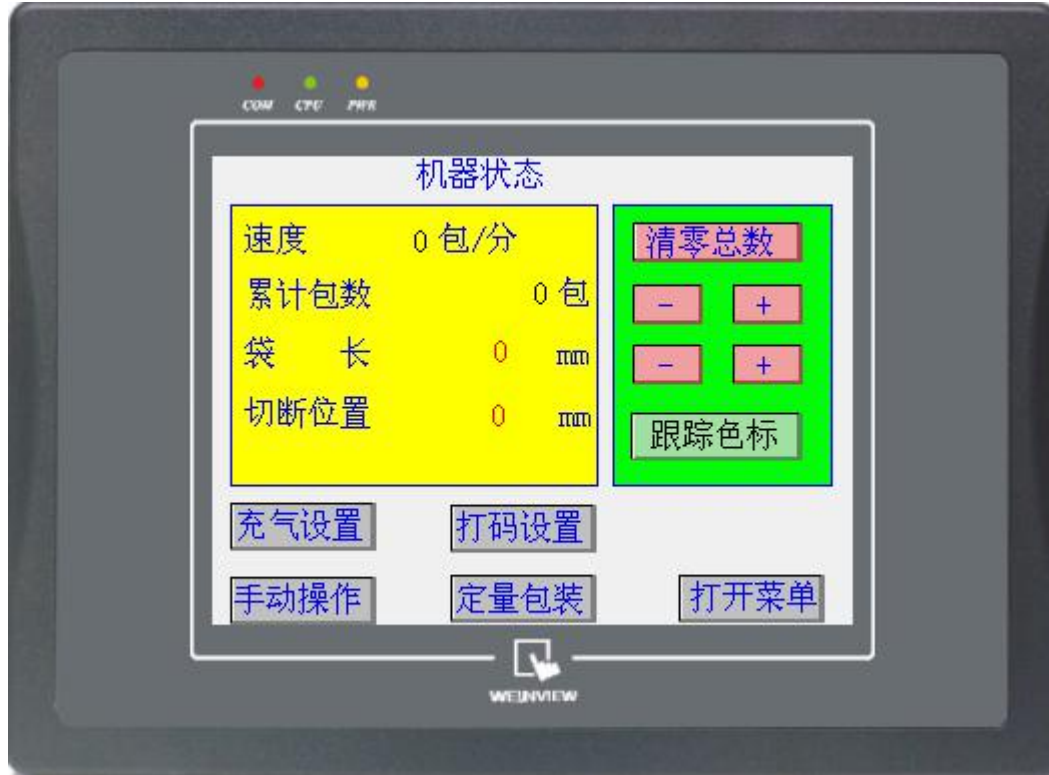 COM CPU PWR
机器状态
速度 0 包/分
清零总数
累计包数 0 包
- +
袋 长 0 mm
- +
切断位置 0 mm
跟踪色标
充气设置 打码设置
手动操作 定量包装 打开菜单
WEINVIEW